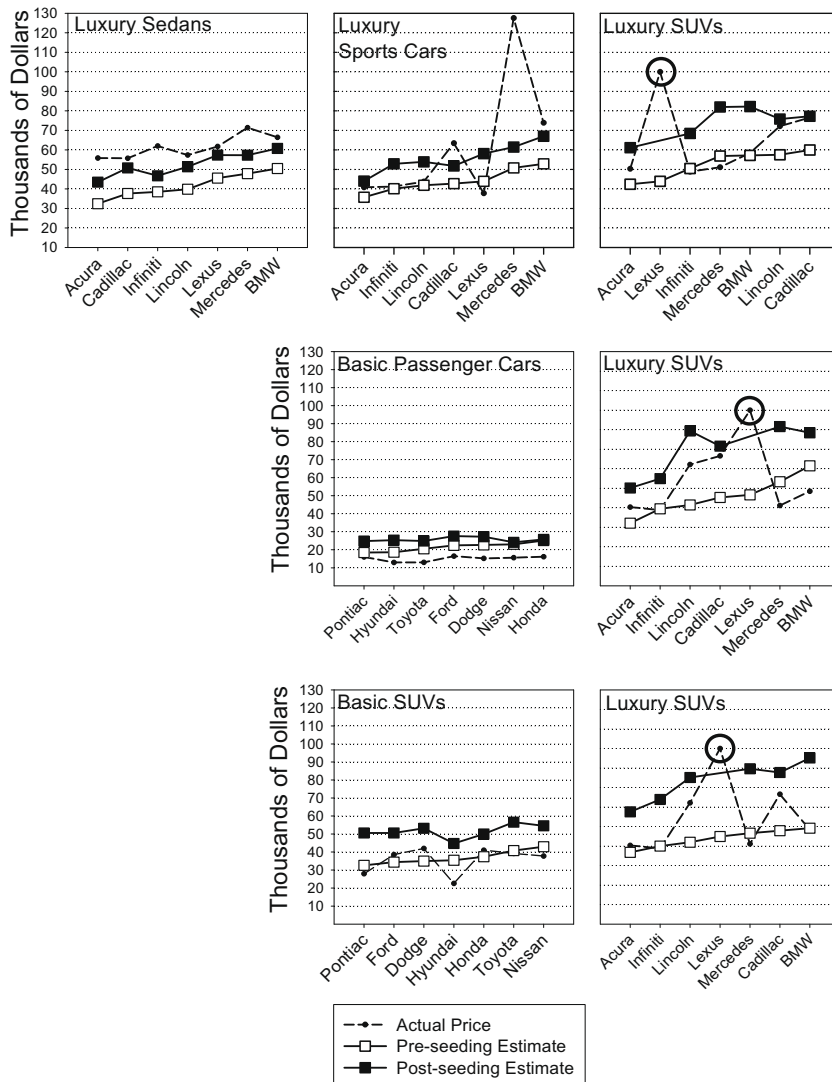 Luxury Sedans
Luxury
Sports Cars
Luxury SUVs
Thousands of Dollars
130
120
110
100
90
80
70
60
50
40
30
20
10
Acura
Cadillac
Infiniti
Lincoln
Lexus
Mercedes
BMW
Acura
Infiniti
Lincoln
Cadillac
Lexus
Mercedes
BMW
Acura
Lexus
Infiniti
Mercedes
BMW
Lincoln
Cadillac
Basic Passenger Cars
Luxury SUVs
Thousands of Dollars
130
120
110
100
90
80
70
60
50
40
30
20
10
Pontiac
Hyundai
Toyota
Ford
Dodge
Nissan
Honda
Acura
Infiniti
Lincoln
Cadillac
Lexus
Mercedes
BMW
Basic SUVs
Luxury SUVs
Thousands of Dollars
130
120
110
100
90
80
70
60
50
40
30
20
10
Pontiac
Ford
Dodge
Hyundai
Honda
Toyota
Nissan
Acura
Infiniti
Lincoln
Lexus
Mercedes
Cadillac
BMW
Actual Price
Pre-seeding Estimate
Post-seeding Estimate